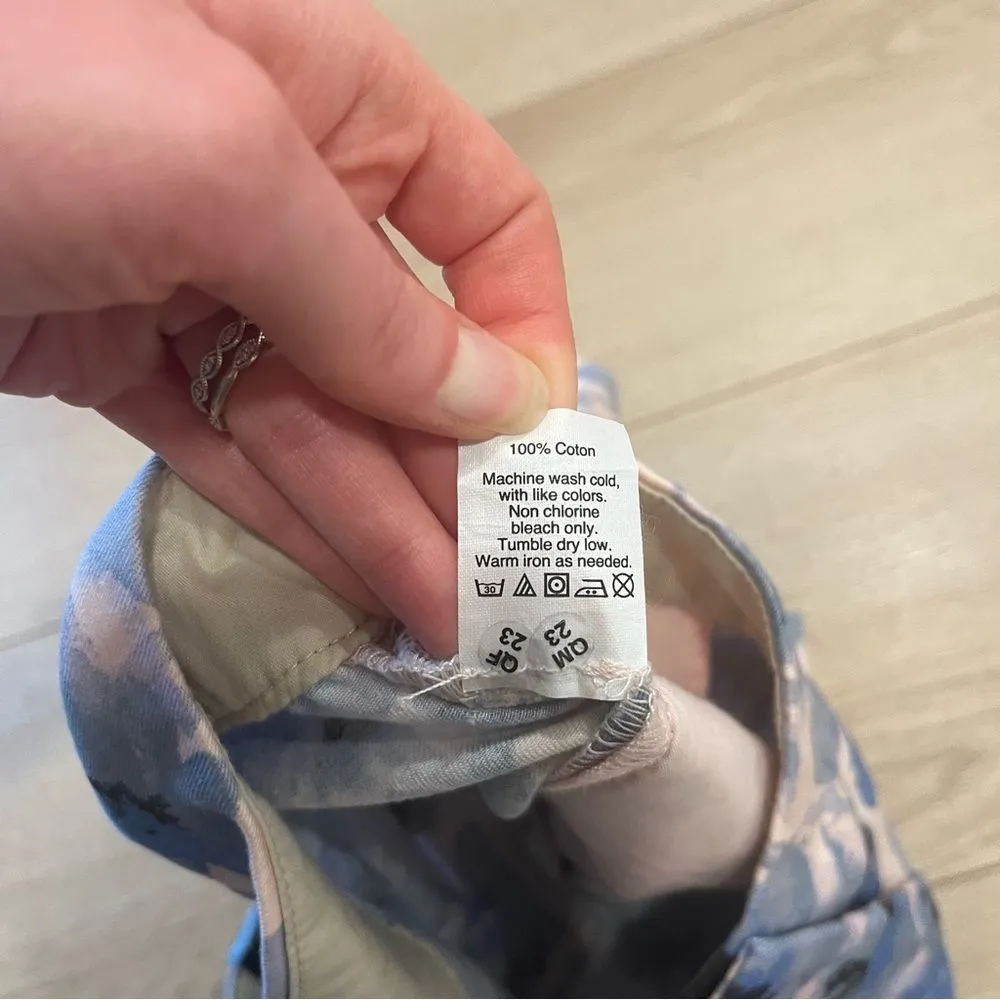 100% Coton
Machine wash cold,
with like colors.
Non chlorine
bleach only.
Tumble dry low.
Warm iron as needed.
30
QF
23
QM
23